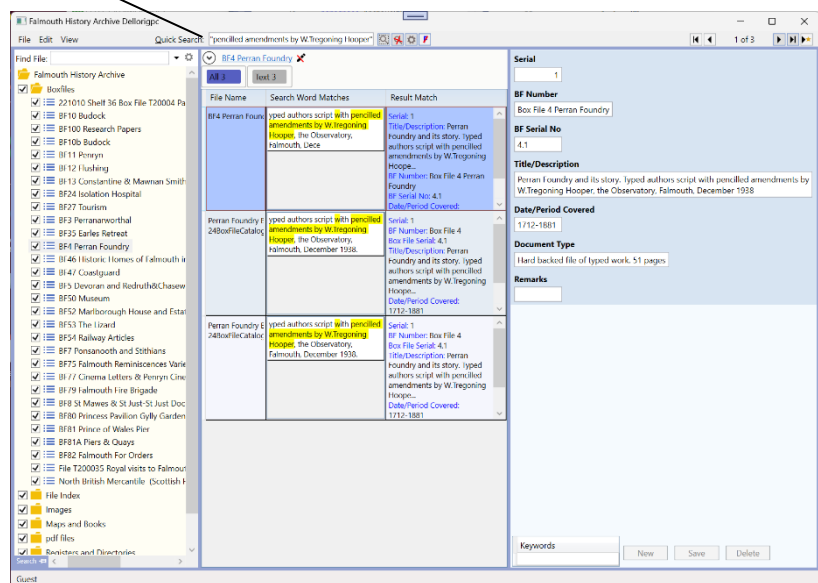 Falmouth History Archive Dellorigpc
File Edit View Quick Search: "pencilled amendments by W.Tregoning Hooper" 1 of 3
Find File:
Falmouth History Archive
Boxfiles
221010 Shelf 36 Box File T20004 Pa
BF10 Budock
BF100 Research Papers
BF10b Budock
BF11 Penryn
BF12 Flushing
BF13 Constantine & Mawnan Smith
BF24 Isolation Hospital
BF27 Tourism
BF3 Perranarworthal
BF35 Earles Retreat
BF4 Perran Foundry
BF46 Historic Homes of Falmouth i
BF47 Coastguard
BF5 Devoran and Redruth&Chasew
BF50 Museum
BF52 Marlborough House and Estat
BF53 The Lizard
BF54 Railway Articles
BF7 Ponsanooth and Stithians
BF75 Falmouth Reminiscences Varie
BF77 Cinema Letters & Penryn Cine
BF79 Falmouth Fire Brigade
BF8 St Mawes & St Just-St Just Doc
BF80 Princess Pavilion Gylly Garden
BF81 Prince of Wales Pier
BF81A Piers & Quays
BF82 Falmouth For Orders
File T200035 Royal visits to Falmout
North British Mercantile (Scottish H
File Index
Images
Maps and Books
pdf files
Registers and Directories
Search
Guest
BF4 Perran Foundry
All 3 Text 3
File Name Search Word Matches Result Match
BF4 Perran Found
yped authors script with pencilled
amendments by W.Tregoning
Hooper, the Observatory,
Falmouth, Dece
Serial: 1
Title/Description: Perran
Foundry and its story. Typed
authors script with pencilled
amendments by W.Tregoning
Hoope...
BF Number: Box File 4 Perran
Foundry
BF Serial No: 4.1
Date/Period Covered:
Perran Foundry F
24BoxFileCatalog
yped authors script with pencilled
amendments by W.Tregoning
Hooper, the Observatory,
Falmouth, December 1938.
Serial: 1
BF Number: Box File 4
Box File Serial: 4.1
Title/Description: Perran
Foundry and its story. Typed
authors script with pencilled
amendments by W.Tregoning
Hoope...
Date/Period Covered:
1712-1881
Perran Foundry E
24BoxFileCatalog
yped authors script with pencilled
amendments by W.Tregoning
Hooper, the Observatory,
Falmouth, December 1938.
Serial: 1
BF Number: Box File 4
Box File Serial: 4.1
Title/Description: Perran
Foundry and its story. Typed
authors script with pencilled
amendments by W.Tregoning
Hoope...
Date/Period Covered:
1712-1881
Serial
1
BF Number
Box File 4 Perran Foundry
BF Serial No
4.1
Title/Description
Perran Foundry and its story. Typed authors script with pencilled amendments by
W.Tregoning Hooper, the Observatory, Falmouth, December 1938
Date/Period Covered
1712-1881
Document Type
Hard backed file of typed work. 51 pages
Remarks
Keywords
New Save Delete